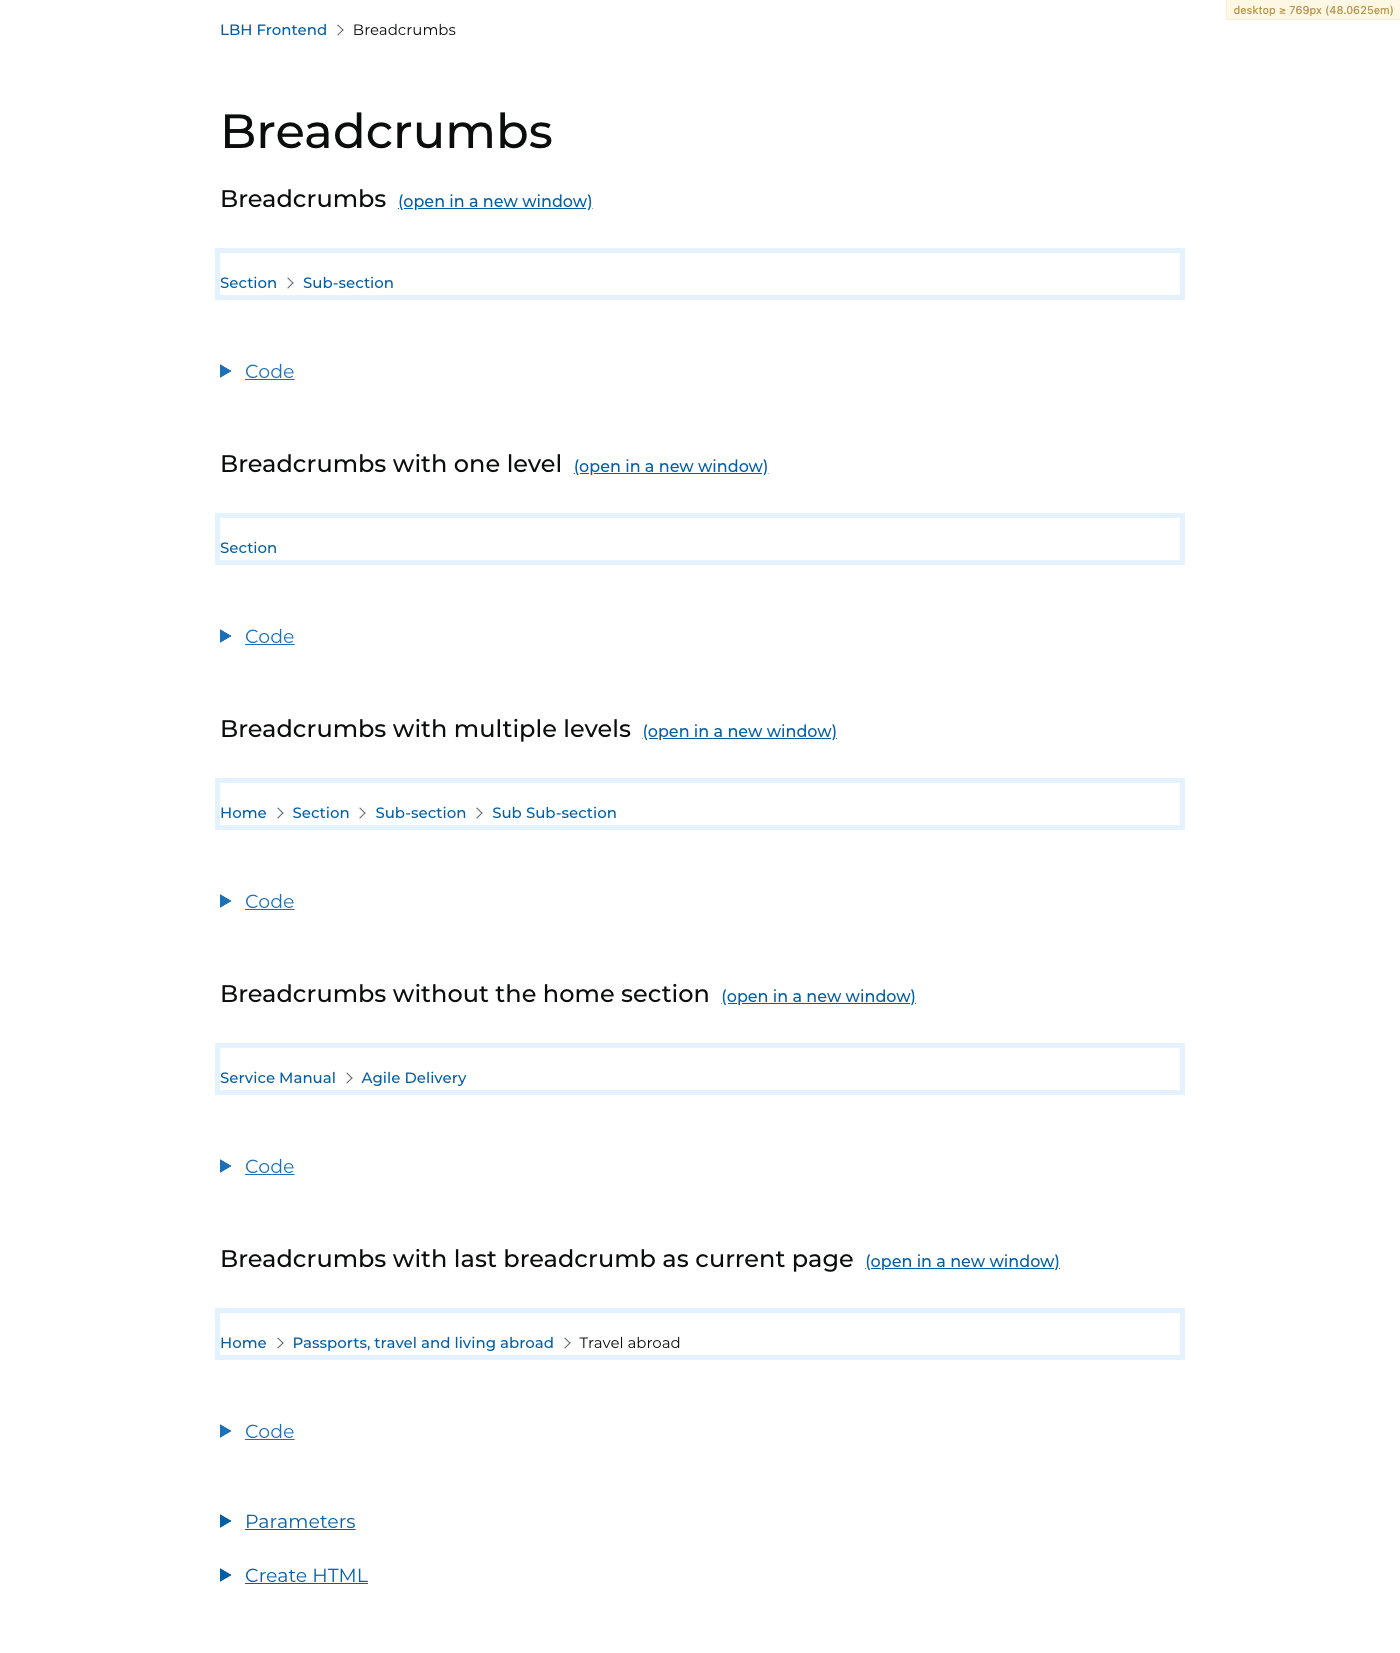 desktop ≥ 769px (48.0625em)
LBH Frontend > Breadcrumbs
Breadcrumbs
Breadcrumbs (open in a new window)
Section > Sub-section
Code
Breadcrumbs with one level (open in a new window)
Section
Code
Breadcrumbs with multiple levels (open in a new window)
Home > Section > Sub-section > Sub Sub-section
Code
Breadcrumbs without the home section (open in a new window)
Service Manual > Agile Delivery
Code
Breadcrumbs with last breadcrumb as current page (open in a new window)
Home > Passports, travel and living abroad > Travel abroad
Code
Parameters
Create HTML